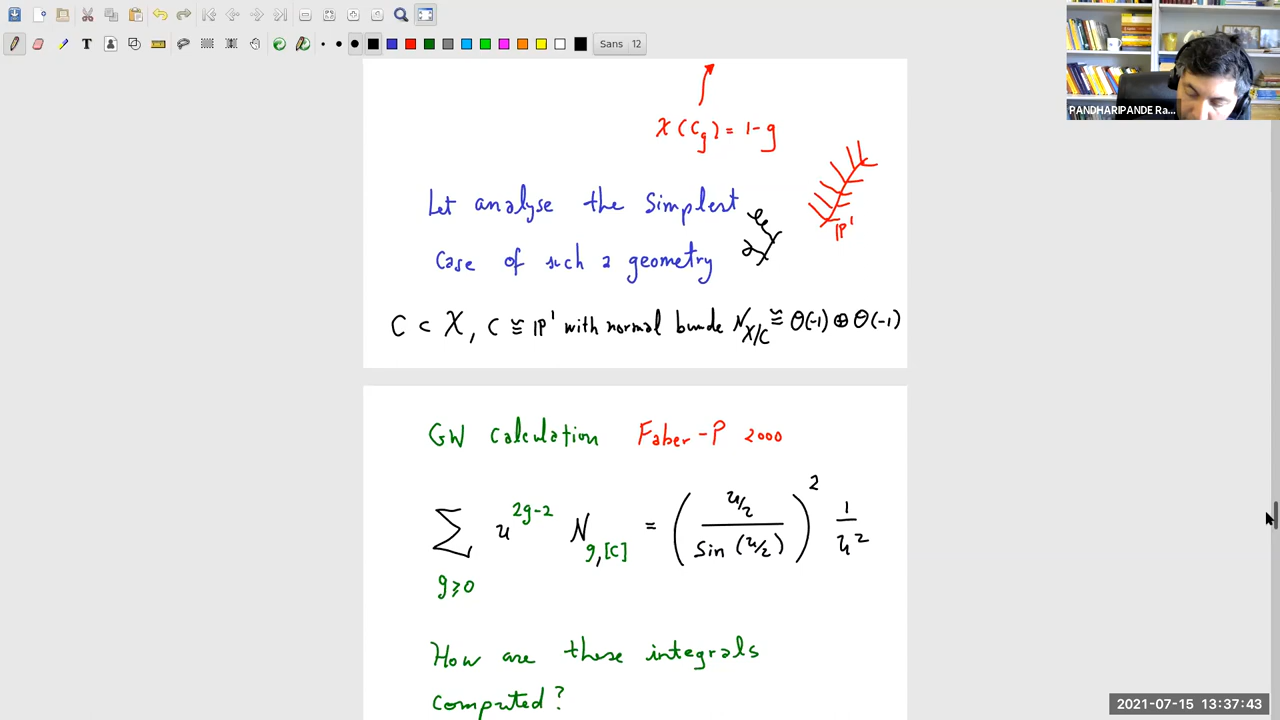 Sans 12
PANDHARIPANDE Ra...
χ(C_g) = 1-g
Let analyse the simplest
case of such a geometry
P¹
C ⊂ X, C ≅ P¹ with normal bunde N_{X/C} ≅ O(-1) ⊕ O(-1)
GW calculation Faber-P 2000
∑_{g≥0} u^{2g-2} N_{g,[C]} = ( (u/2) / sin(u/2) )² 1/u²
How are these integrals
computed?
2021-07-15 13:37:43